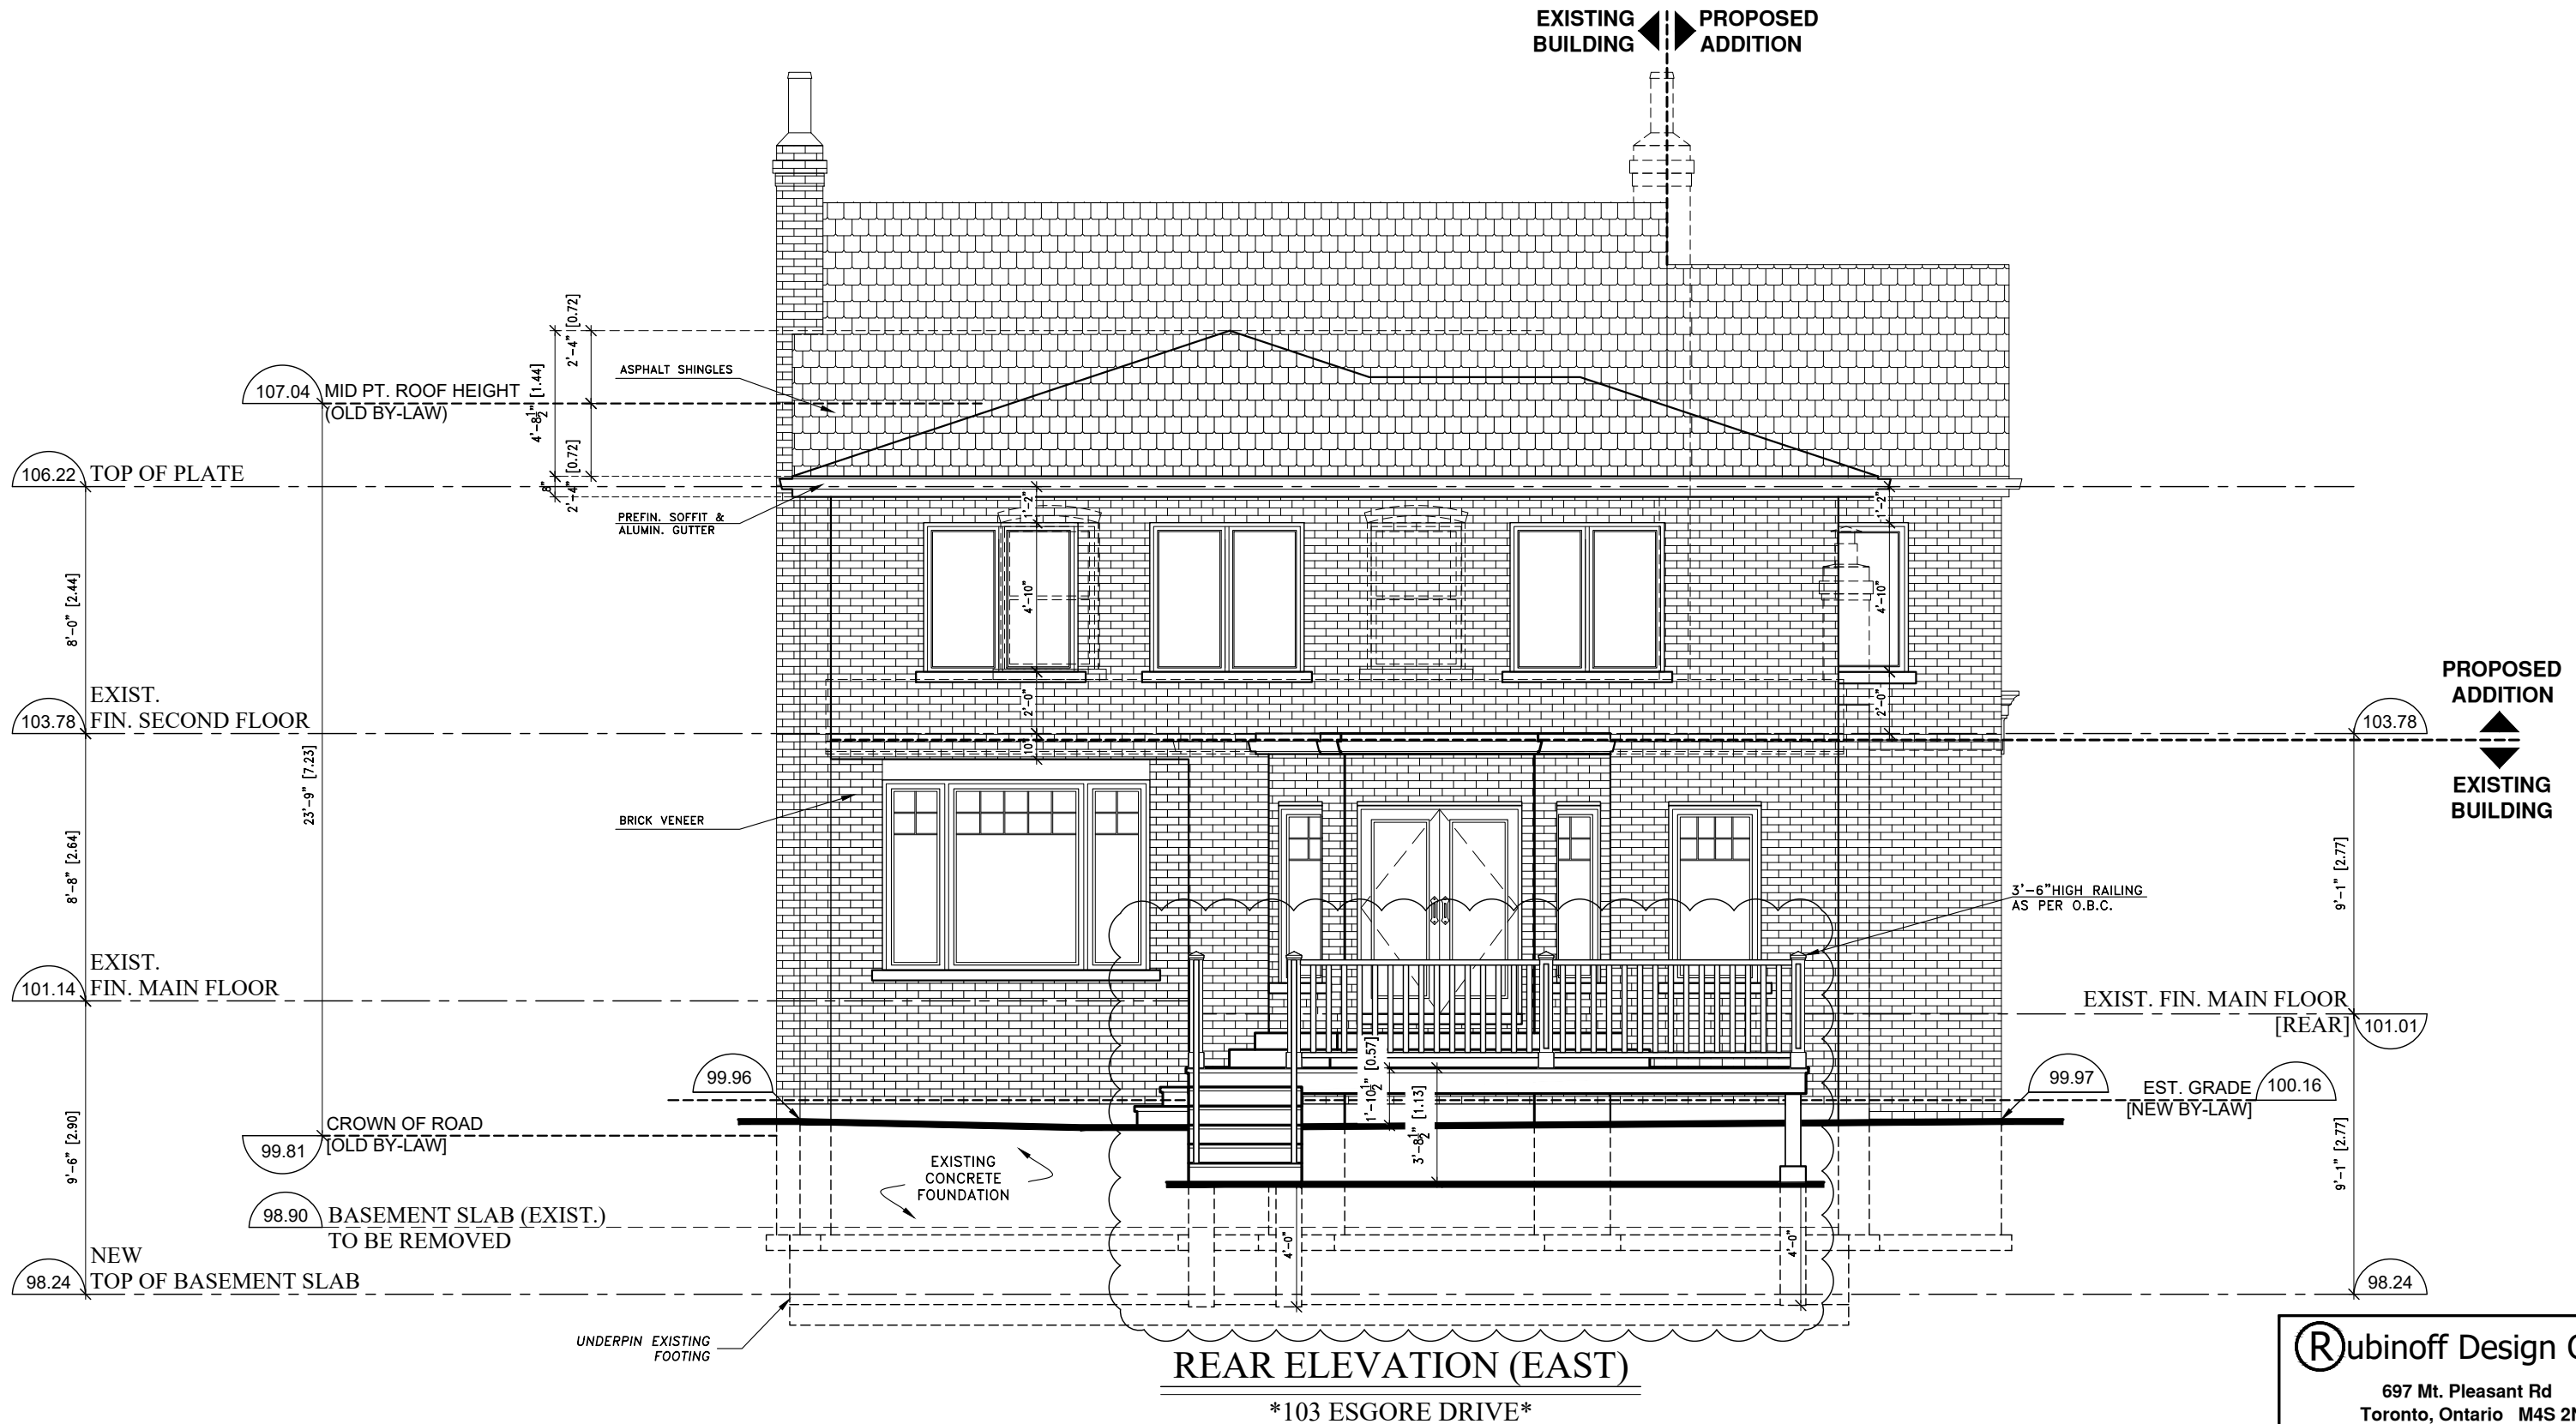 EXISTING BUILDING
PROPOSED ADDITION
2'-4" [0.72]
4'-8½" [1.44]
2'-4" [0.72]
8"
ASPHALT SHINGLES
107.04 MID PT. ROOF HEIGHT
(OLD BY-LAW)
106.22 TOP OF PLATE
PREFIN. SOFFIT &
ALUMIN. GUTTER
1'-2"
1'-2"
4'-10"
4'-10"
8'-0" [2.44]
2'-0"
2'-0"
EXIST.
103.78 FIN. SECOND FLOOR
103.78
10"
PROPOSED
ADDITION
EXISTING
BUILDING
23'-9" [7.23]
BRICK VENEER
8'-8" [2.64]
9'-1" [2.77]
3'-6"HIGH RAILING
AS PER O.B.C.
EXIST.
101.14 FIN. MAIN FLOOR
EXIST. FIN. MAIN FLOOR
[REAR] 101.01
99.96
99.97
EST. GRADE 100.16
[NEW BY-LAW]
1'-10½" [0.57]
3'-8½" [1.13]
CROWN OF ROAD
99.81 [OLD BY-LAW]
9'-6" [2.90]
9'-1" [2.77]
EXISTING
CONCRETE
FOUNDATION
98.90 BASEMENT SLAB (EXIST.)
TO BE REMOVED
4'-0"
4'-0"
NEW
98.24 TOP OF BASEMENT SLAB
98.24
UNDERPIN EXISTING
FOOTING
REAR ELEVATION (EAST)
*103 ESGORE DRIVE*
Rubinoff Design
697 Mt. Pleasant Rd
Toronto, Ontario M4S